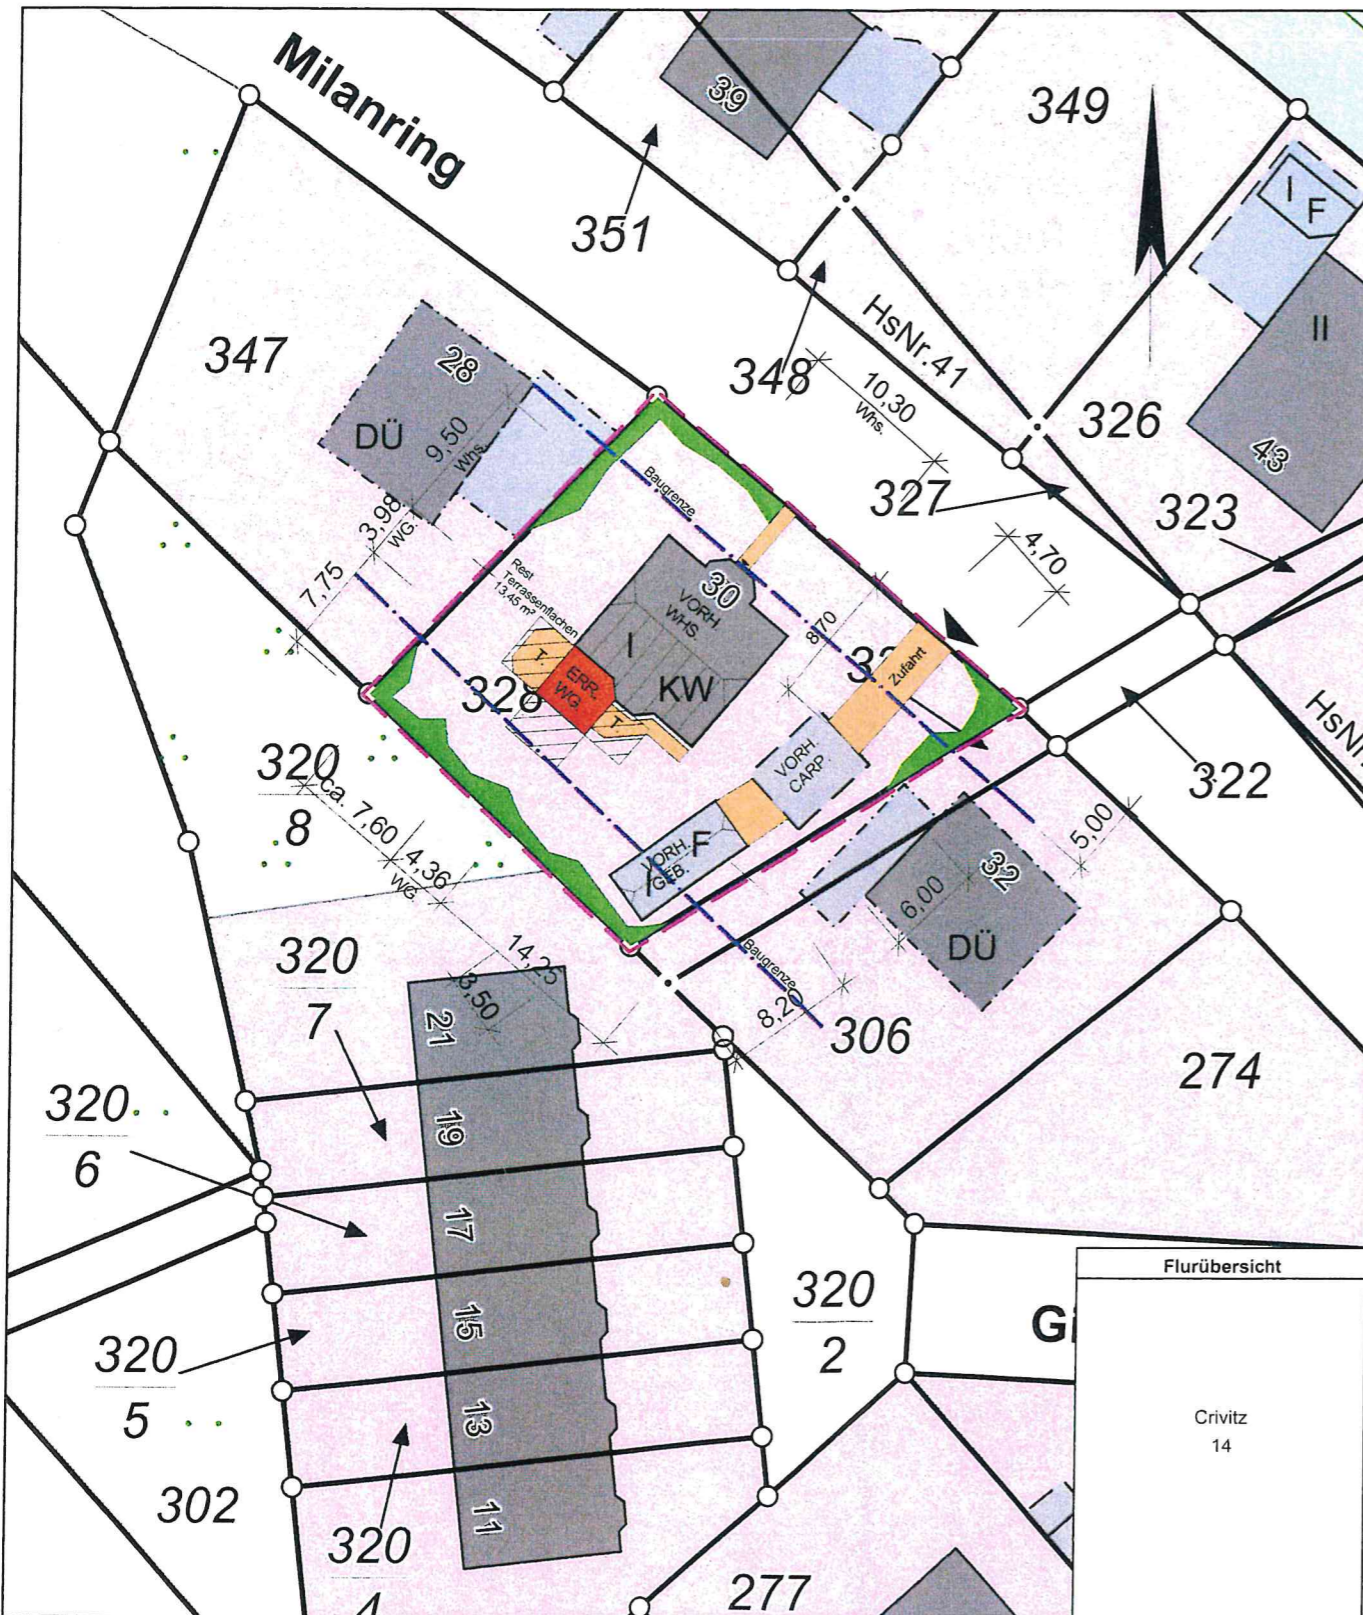 Milanring
39
349
I
F
351
II
HsNr.41
348
10,30
Whs.
347
28
DÜ
9,50
Whs.
326
43
327
323
Baugrenze
3,98
WG.
4,70
7,75
Rest
Terrassenflächen
13,45 m²
30
VORH.
WHS.
I
KW
8,70
Zufahrt
T.
ERR.
WG.
T.
328
322
320
8
ca. 7,60
4,36
WG.
VORH.
CARP.
VORH.
GEB.
F
5,00
32
6,00
DÜ
320
7
14,25
3,50
Baugrenze
8,20
306
274
21
19
17
15
13
11
320
6
320
5
320
2
302
320
4
277
Flurübersicht
Crivitz
14